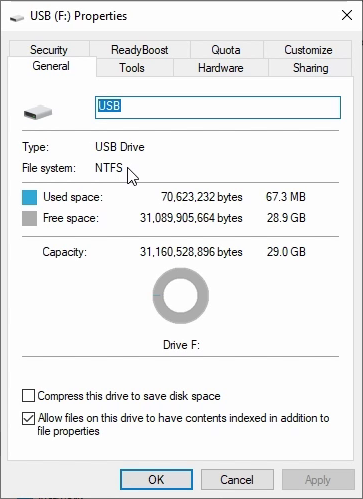 USB (F:) Properties
Security ReadyBoost Quota Customize
General Tools Hardware Sharing
USB
Type: USB Drive
File system: NTFS
Used space: 70,623,232 bytes 67.3 MB
Free space: 31,089,905,664 bytes 28.9 GB
Capacity: 31,160,528,896 bytes 29.0 GB
Drive F:
Compress this drive to save disk space
Allow files on this drive to have contents indexed in addition to
file properties
OK Cancel Apply